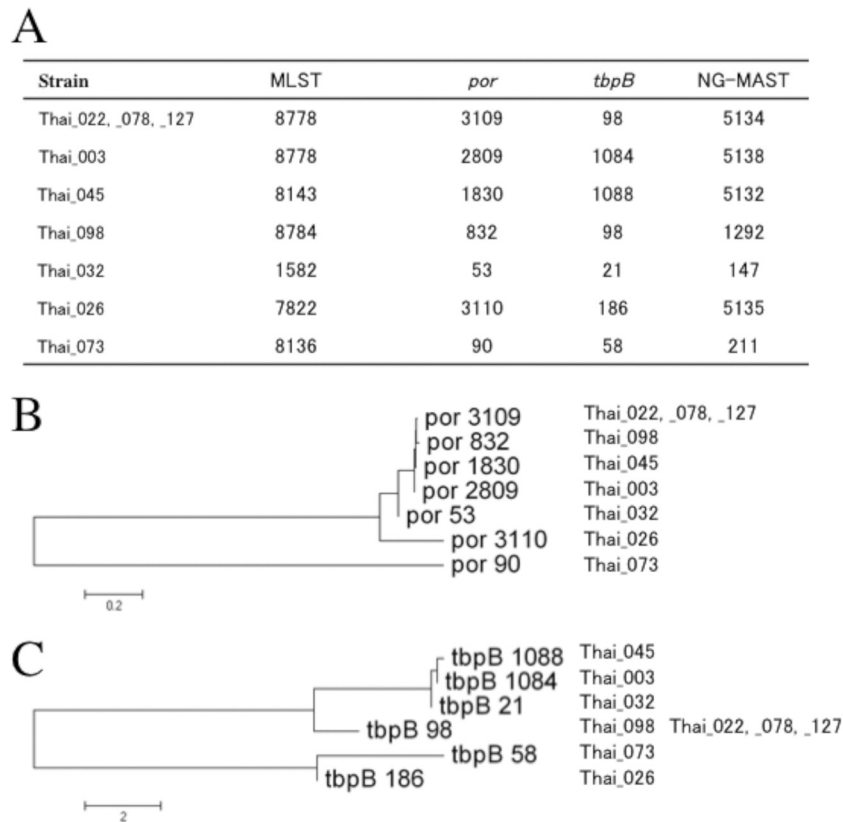 A
Strain MLST por tbpB NG-MAST
Thai_022, _078, _127 8778 3109 98 5134
Thai_003 8778 2809 1084 5138
Thai_045 8143 1830 1088 5132
Thai_098 8784 832 98 1292
Thai_032 1582 53 21 147
Thai_026 7822 3110 186 5135
Thai_073 8136 90 58 211
B
por 3109 Thai_022, _078, _127
por 832 Thai_098
por 1830 Thai_045
por 2809 Thai_003
por 53 Thai_032
por 3110 Thai_026
por 90 Thai_073
0.2
C
tbpB 1088 Thai_045
tbpB 1084 Thai_003
tbpB 21 Thai_032
tbpB 98 Thai_098 Thai_022, _078, _127
tbpB 58 Thai_073
tbpB 186 Thai_026
2